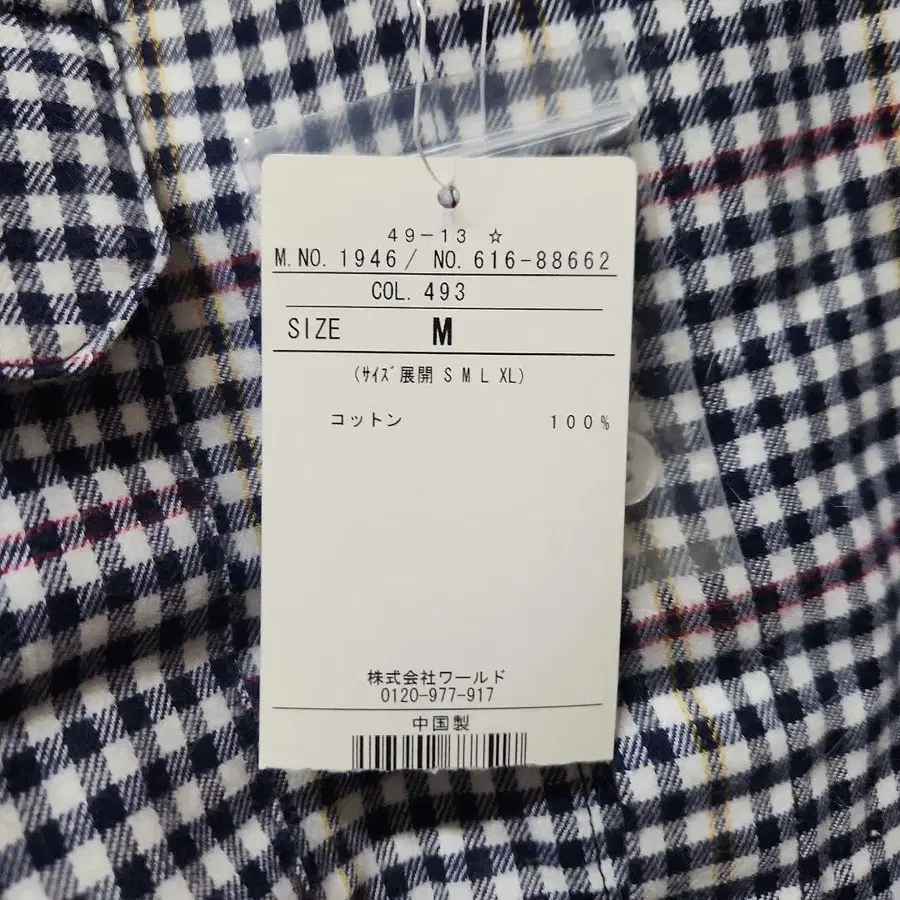 49-13 ☆
M.NO. 1946/ NO. 616-88662
COL. 493
SIZE M
(ｻｲｽﾞ展開 S M L XL)
コットン 100%
株式会社ワールド
0120-977-917
中国製